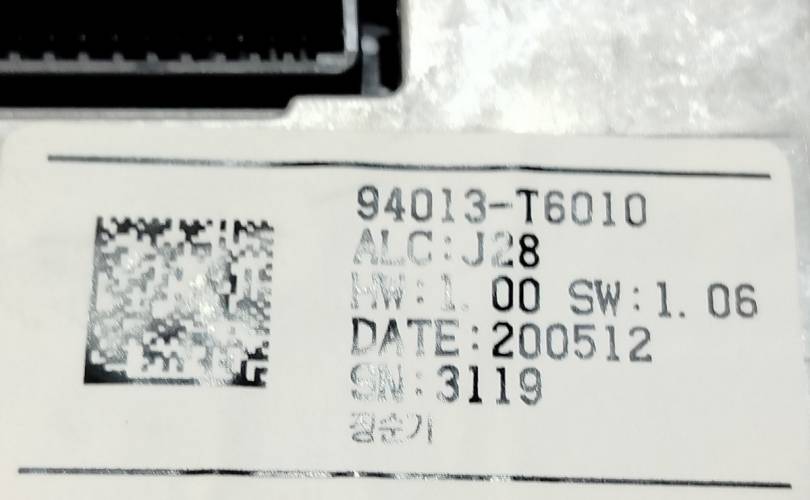 94013-T6010
ALC:J28
HW:1.00 SW:1.06
DATE:200512
SN:3119
정순기